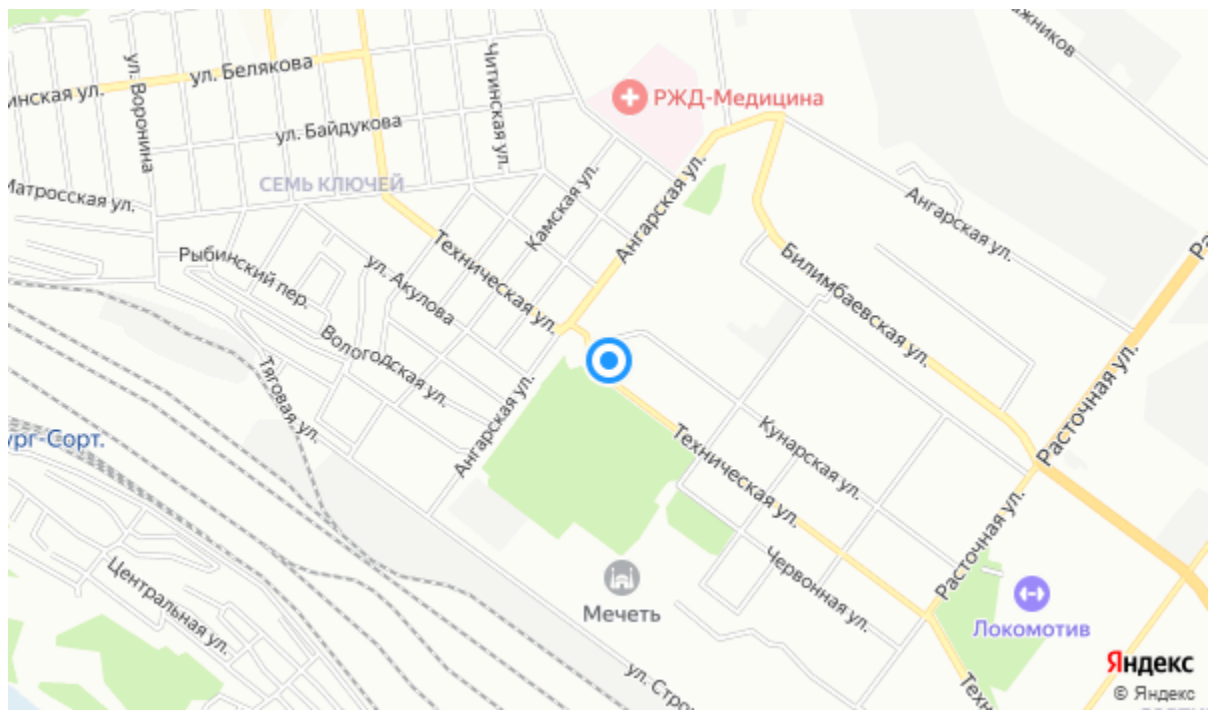 ул. Белякова
Читинская ул.
ул. Воронина
инская ул.
ул. Байдукова
РЖД-Медицина
СЕМЬ КЛЮЧЕЙ
Матросская ул.
Камская ул.
Ангарская ул.
Ангарская ул.
Техническая ул.
Рыбинский пер.
ул. Акулова
Билимбаевская ул.
Вологодская ул.
Тяговая ул.
Ангарская ул.
Расточная ул.
ург-Сорт.
Кунарская ул.
Техническая ул.
Расточная ул.
Центральная ул.
Червонная ул.
Мечеть
Локомотив
ул. Стро
Яндекс
© Яндекс